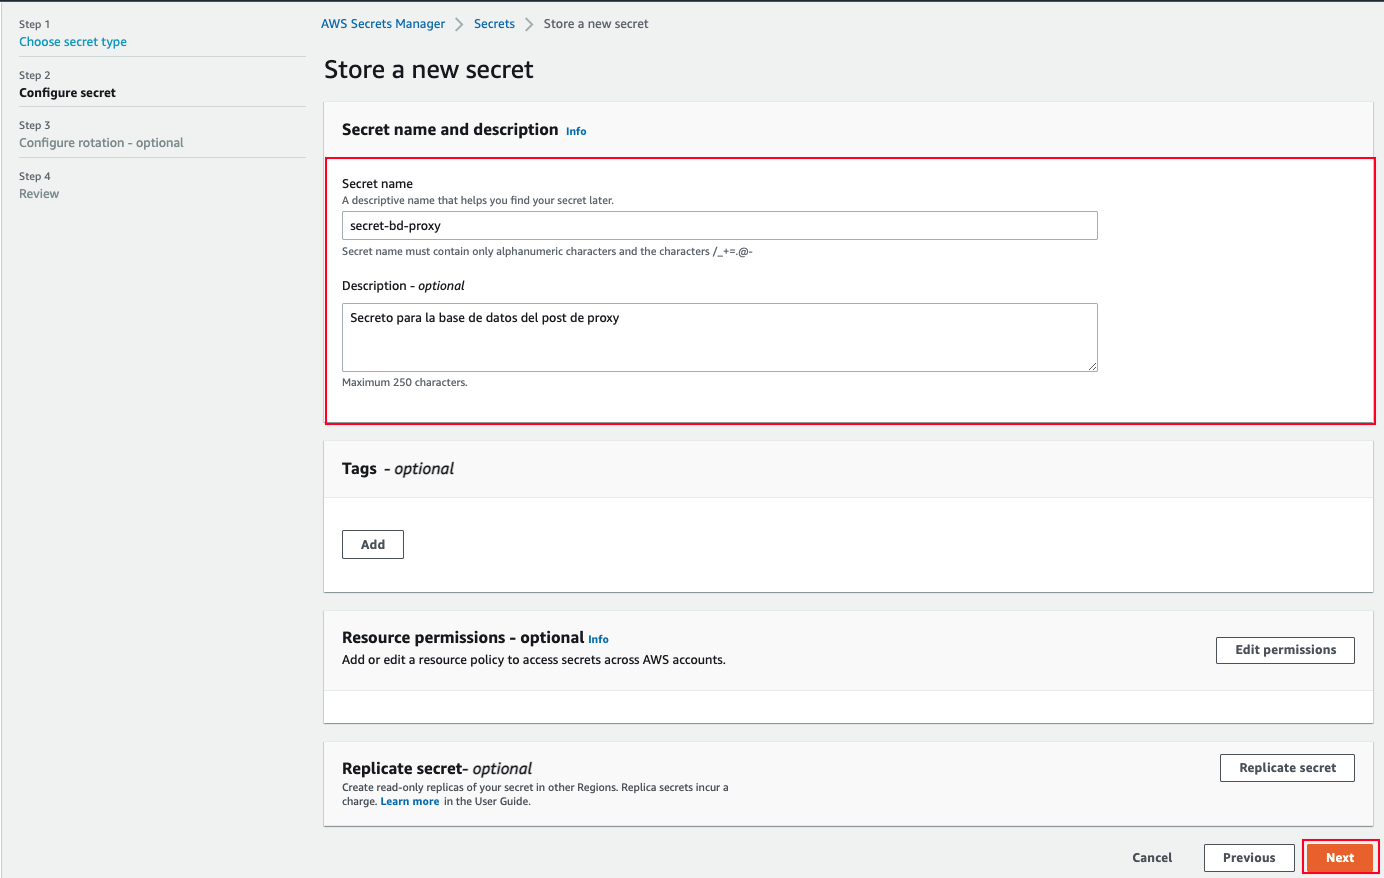 Step 1
Choose secret type
Step 2
Configure secret
Step 3
Configure rotation - optional
Step 4
Review
AWS Secrets Manager > Secrets > Store a new secret
Store a new secret
Secret name and description Info
Secret name
A descriptive name that helps you find your secret later.
secret-bd-proxy
Secret name must contain only alphanumeric characters and the characters /_+=.@-
Description - optional
Secreto para la base de datos del post de proxy
Maximum 250 characters.
Tags - optional
Add
Resource permissions - optional Info
Add or edit a resource policy to access secrets across AWS accounts.
Edit permissions
Replicate secret- optional
Create read-only replicas of your secret in other Regions. Replica secrets incur a
charge. Learn more in the User Guide.
Replicate secret
Cancel
Previous
Next